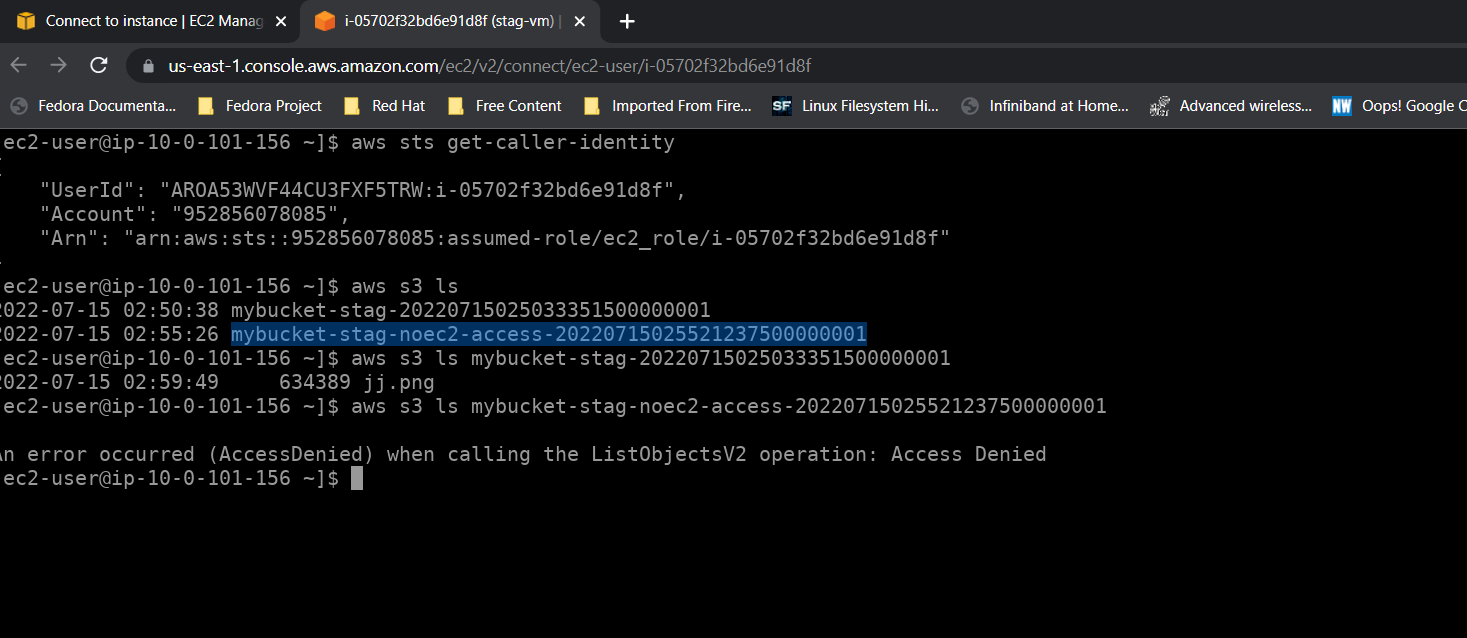 Connect to instance | EC2 Manag
i-05702f32bd6e91d8f (stag-vm) |
us-east-1.console.aws.amazon.com/ec2/v2/connect/ec2-user/i-05702f32bd6e91d8f
Fedora Documenta... Fedora Project Red Hat Free Content Imported From Fire... SF Linux Filesystem Hi... Infiniband at Home... Advanced wireless... NW Oops! Google C
ec2-user@ip-10-0-101-156 ~]$ aws sts get-caller-identity
"UserId": "AROA53WVF44CU3FXF5TRW:i-05702f32bd6e91d8f",
"Account": "952856078085",
"Arn": "arn:aws:sts::952856078085:assumed-role/ec2_role/i-05702f32bd6e91d8f"
ec2-user@ip-10-0-101-156 ~]$ aws s3 ls
2022-07-15 02:50:38 mybucket-stag-20220715025033351500000001
2022-07-15 02:55:26 mybucket-stag-noec2-access-20220715025521237500000001
ec2-user@ip-10-0-101-156 ~]$ aws s3 ls mybucket-stag-20220715025033351500000001
2022-07-15 02:59:49     634389 jj.png
ec2-user@ip-10-0-101-156 ~]$ aws s3 ls mybucket-stag-noec2-access-20220715025521237500000001
An error occurred (AccessDenied) when calling the ListObjectsV2 operation: Access Denied
ec2-user@ip-10-0-101-156 ~]$